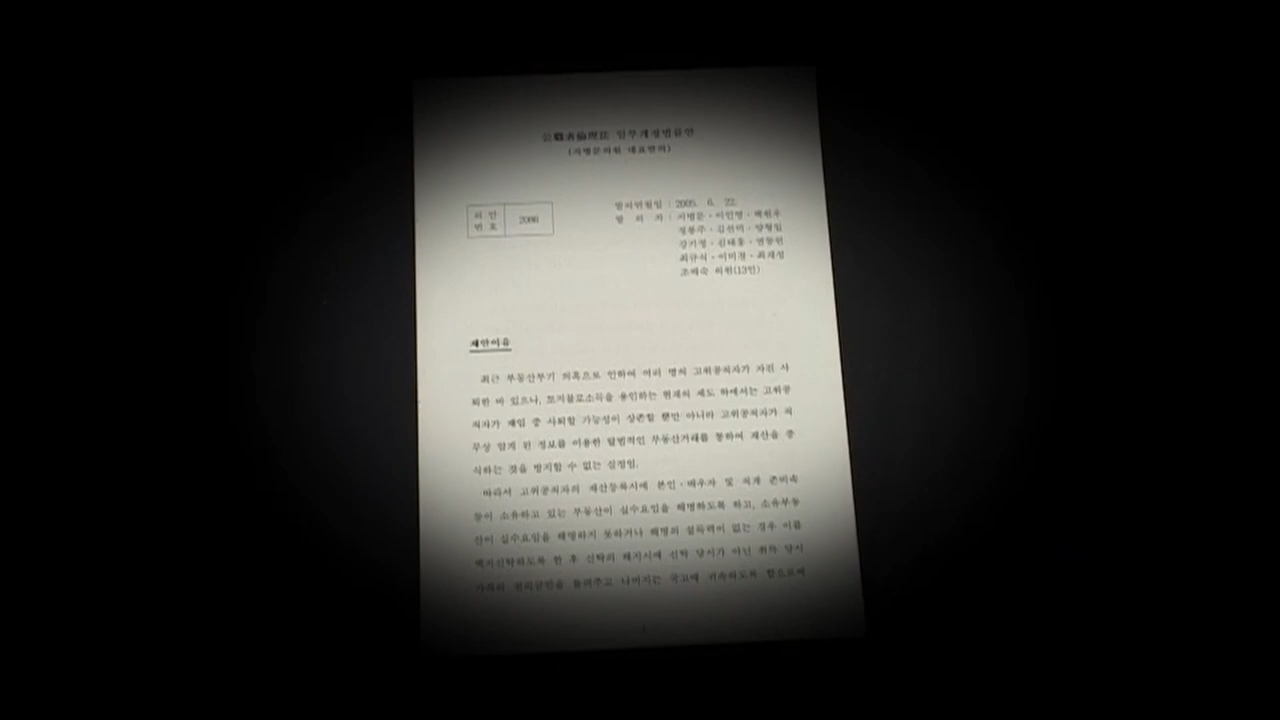 公職者倫理法 일부개정법률안
(지병문의원 대표발의)
의 안
번 호
2088
발의연월일 : 2005. 6. 22.
발 의 자 : 지병문ㆍ이인영ㆍ백원우
정봉주ㆍ김선미ㆍ양형일
강기정ㆍ김태홍ㆍ염동연
최규식ㆍ이미경ㆍ최재성
조배숙 의원(13인)
제안이유
최근 부동산투기 의혹으로 인하여 여러 명의 고위공직자가 자진 사
퇴한 바 있으나, 토지불로소득을 용인하는 현재의 제도 하에서는 고위공
직자가 재임 중 사퇴할 가능성이 상존할 뿐만 아니라 고위공직자가 직
무상 알게 된 정보를 이용한 탈법적인 부동산거래를 통하여 재산을 증
식하는 것을 방지할 수 없는 실정임.
따라서 고위공직자의 재산등록시에 본인ㆍ배우자 및 직계 존비속
등이 소유하고 있는 부동산이 실수요임을 해명하도록 하고, 소유부동
산이 실수요임을 해명하지 못하거나 해명의 설득력이 없는 경우 이를
백지신탁하도록 한 후 신탁의 해지시에 신탁 당시가 아닌 취득 당시
가격의 원리금만을 돌려주고 나머지는 국고에 귀속하도록 함으로써